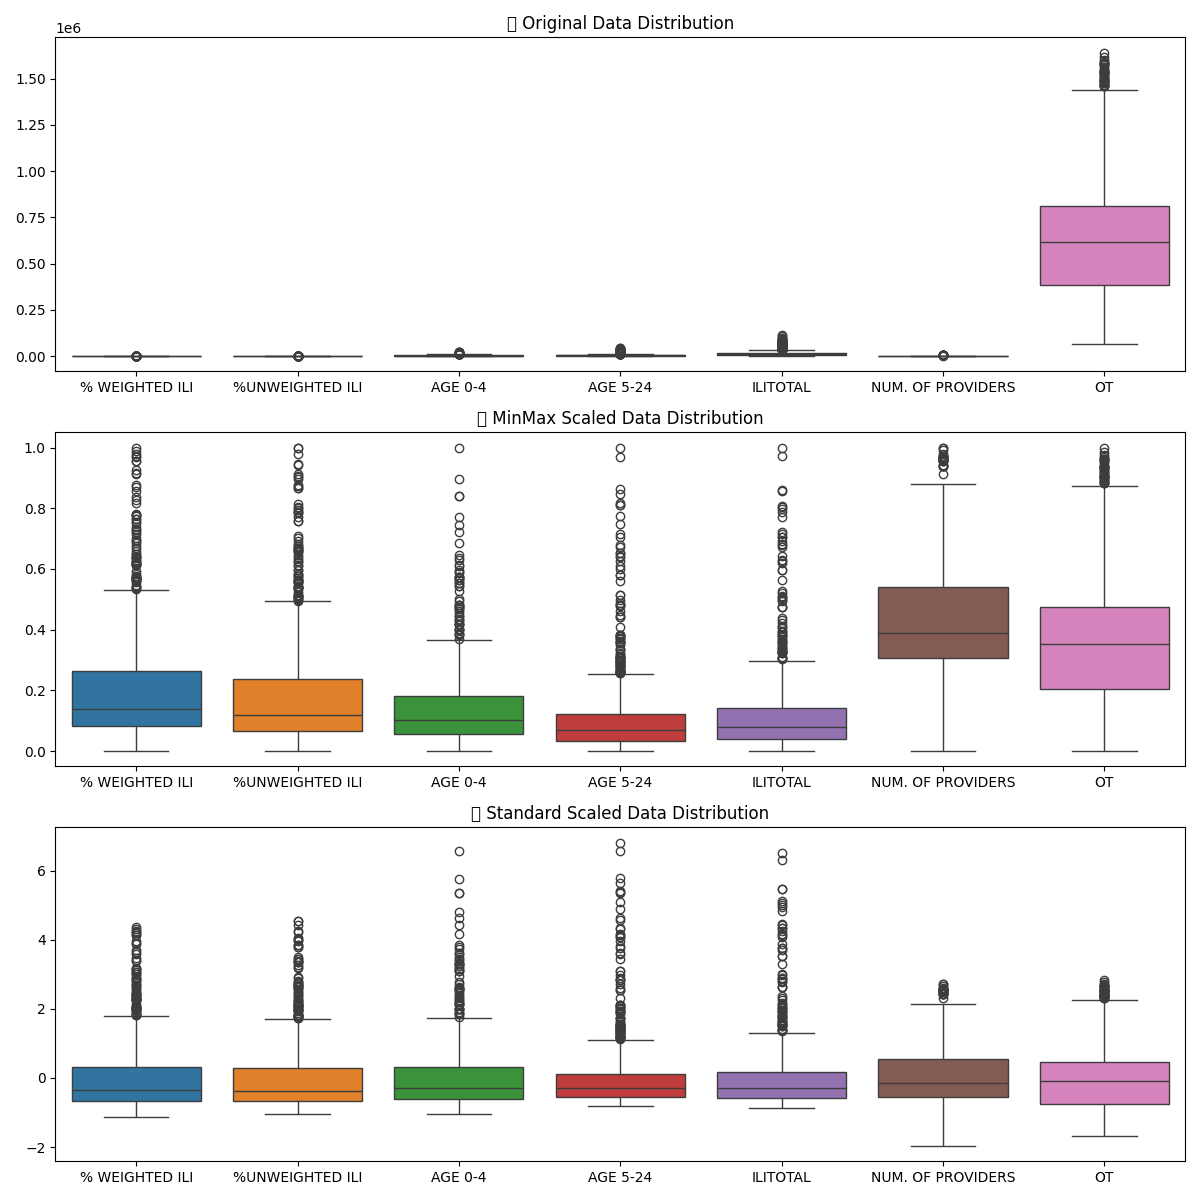 ▯ Original Data Distribution
1e6
1.50
1.25
1.00
0.75
0.50
0.25
0.00
% WEIGHTED ILI %UNWEIGHTED ILI AGE 0-4 AGE 5-24 ILITOTAL NUM. OF PROVIDERS OT
▯ MinMax Scaled Data Distribution
1.0
0.8
0.6
0.4
0.2
0.0
% WEIGHTED ILI %UNWEIGHTED ILI AGE 0-4 AGE 5-24 ILITOTAL NUM. OF PROVIDERS OT
▯ Standard Scaled Data Distribution
6
4
2
0
−2
% WEIGHTED ILI %UNWEIGHTED ILI AGE 0-4 AGE 5-24 ILITOTAL NUM. OF PROVIDERS OT